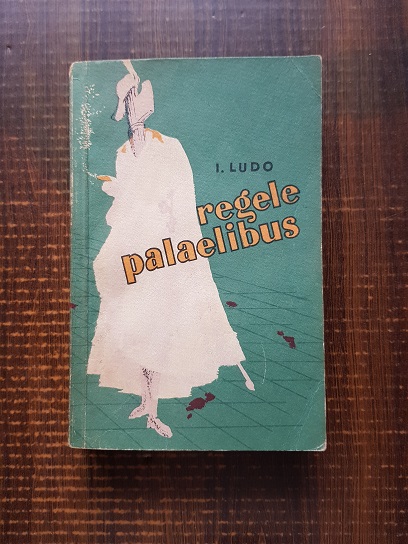 I. LUDO
regele
palaelibus